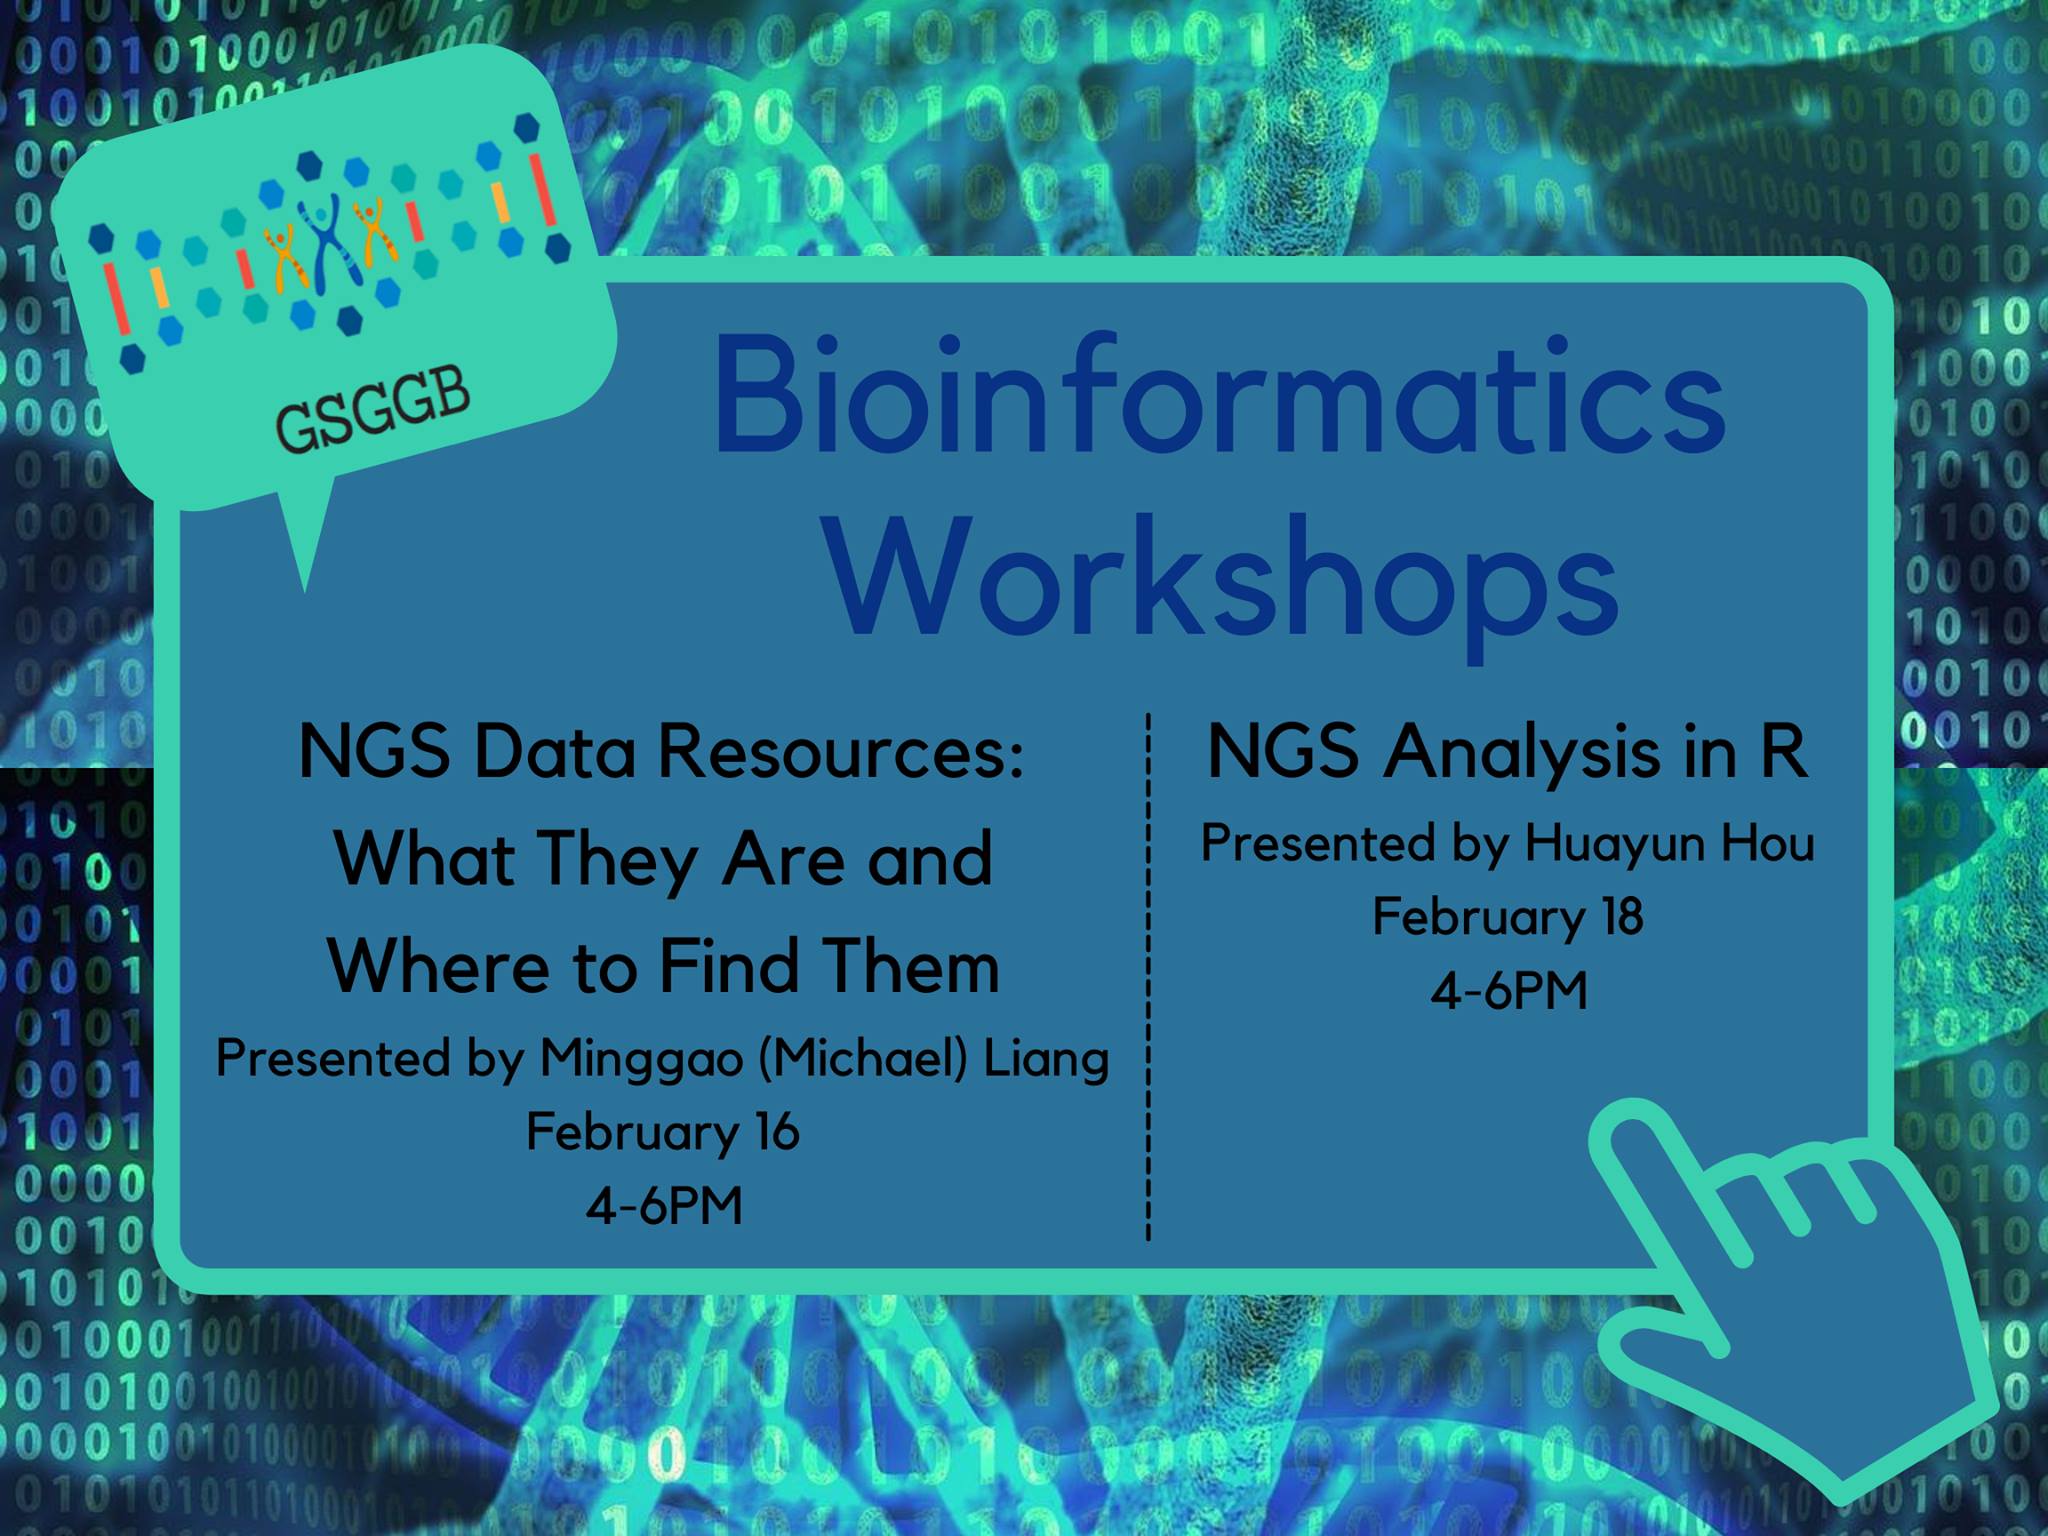 GSGGB
Bioinformatics
Workshops
NGS Data Resources:
What They Are and
Where to Find Them
Presented by Minggao (Michael) Liang
February 16
4-6PM
NGS Analysis in R
Presented by Huayun Hou
February 18
4-6PM